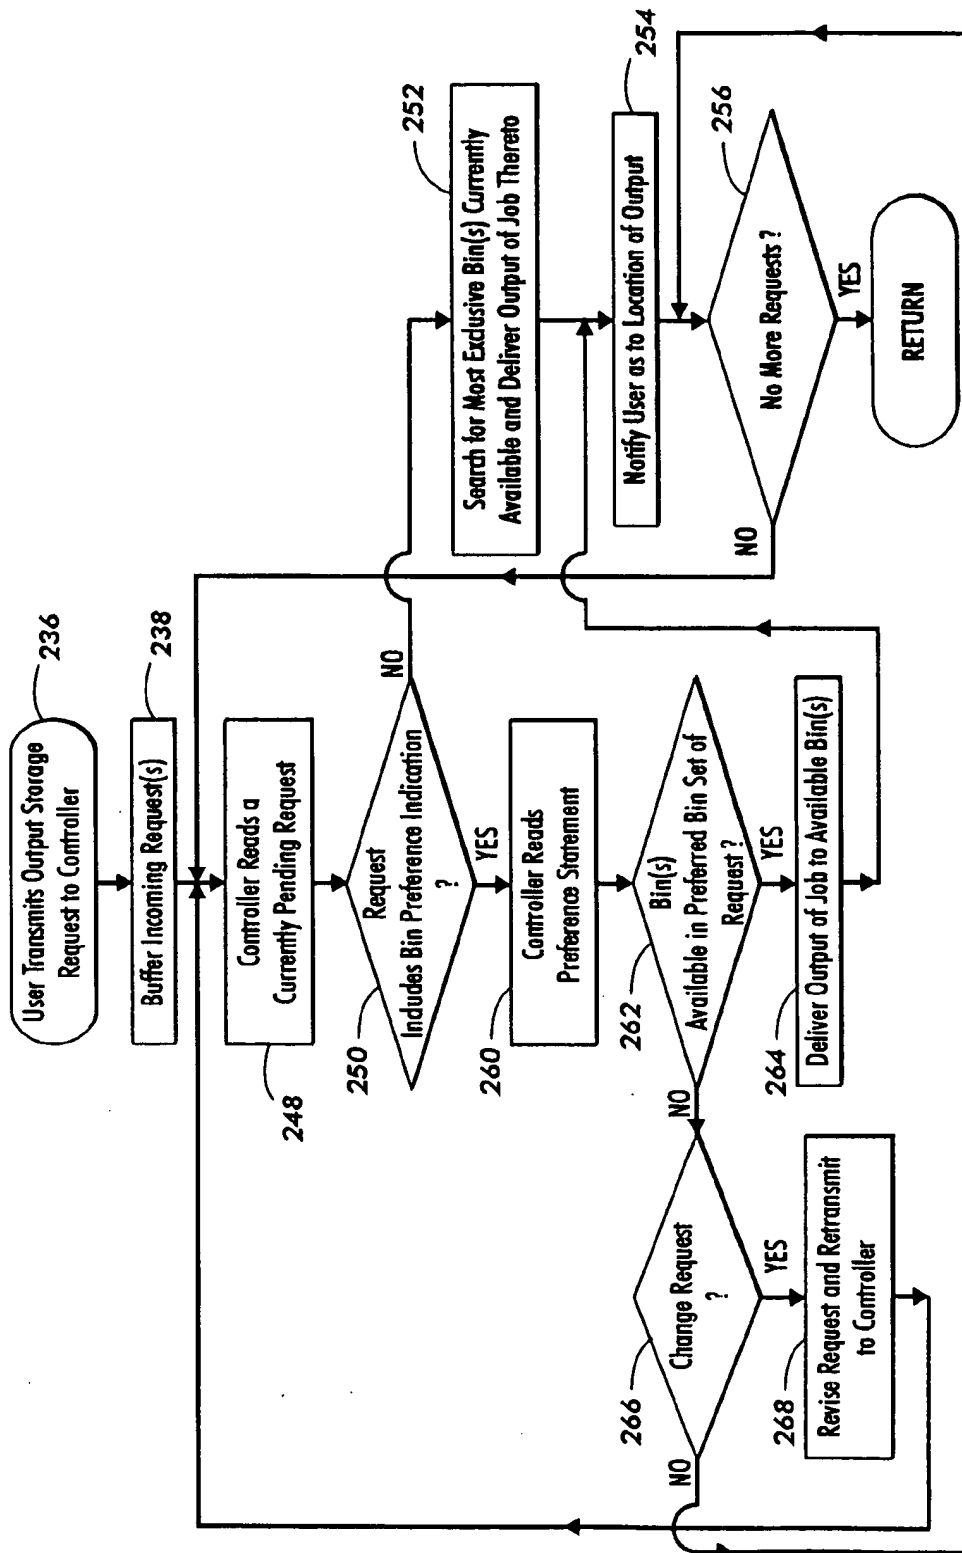 User Transmits Output Storage
Request to Controller
236
Buffer Incoming Request(s)
238
Controller Reads a
Currently Pending Request
248
Request
Includes Bin Preference Indication
?
250
NO
YES
Search for Most Exclusive Bin(s) Currently
Available and Deliver Output of Job Thereto
252
Controller Reads
Preference Statement
260
Bin(s)
Available in Preferred Bin Set of
Request?
262
NO
YES
Deliver Output of Job to Available Bin(s)
264
Notify User as to Location of Output
254
Change Request
?
266
NO
YES
Revise Request and Retransmit
to Controller
268
No More Requests?
256
NO
YES
RETURN